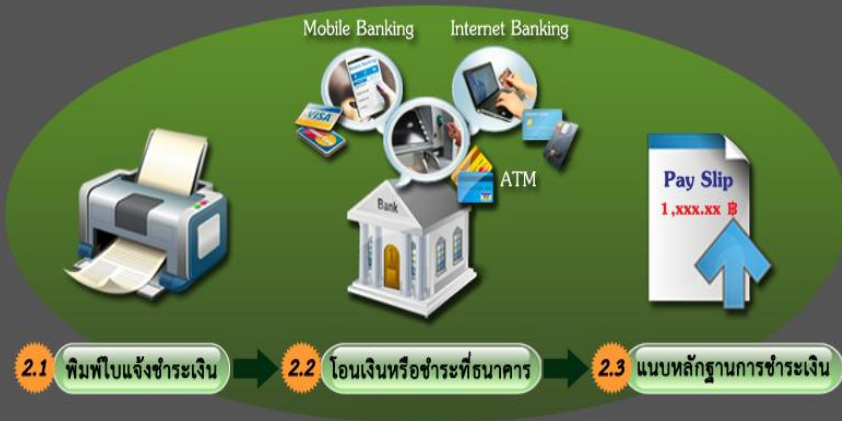 Mobile Banking
Internet Banking
VISA
ATM
Bank
Pay Slip
1,xxx.xx ฿
2.1 พิมพ์ใบแจ้งชำระเงิน
2.2 โอนเงินหรือชำระที่ธนาคาร
2.3 แนบหลักฐานการชำระเงิน